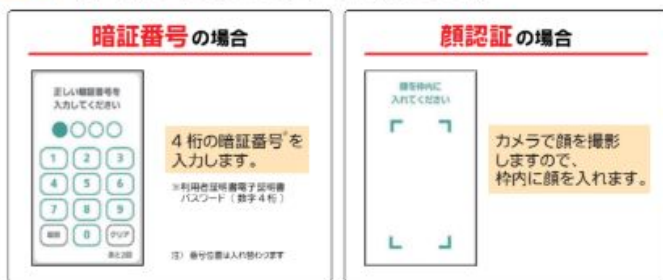 暗証番号の場合
正しい暗証番号を
入力してください
1 2 3
4 5 6
7 8 9
0 クリア
あと2回
4桁の暗証番号*を
入力します。
※利用者証明書電子証明書
パスワード(数字4桁)
注)番号位置は入れ替わります
顔認証の場合
顔を枠内に
入れてください
カメラで顔を撮影
しますので、
枠内に顔を入れます。